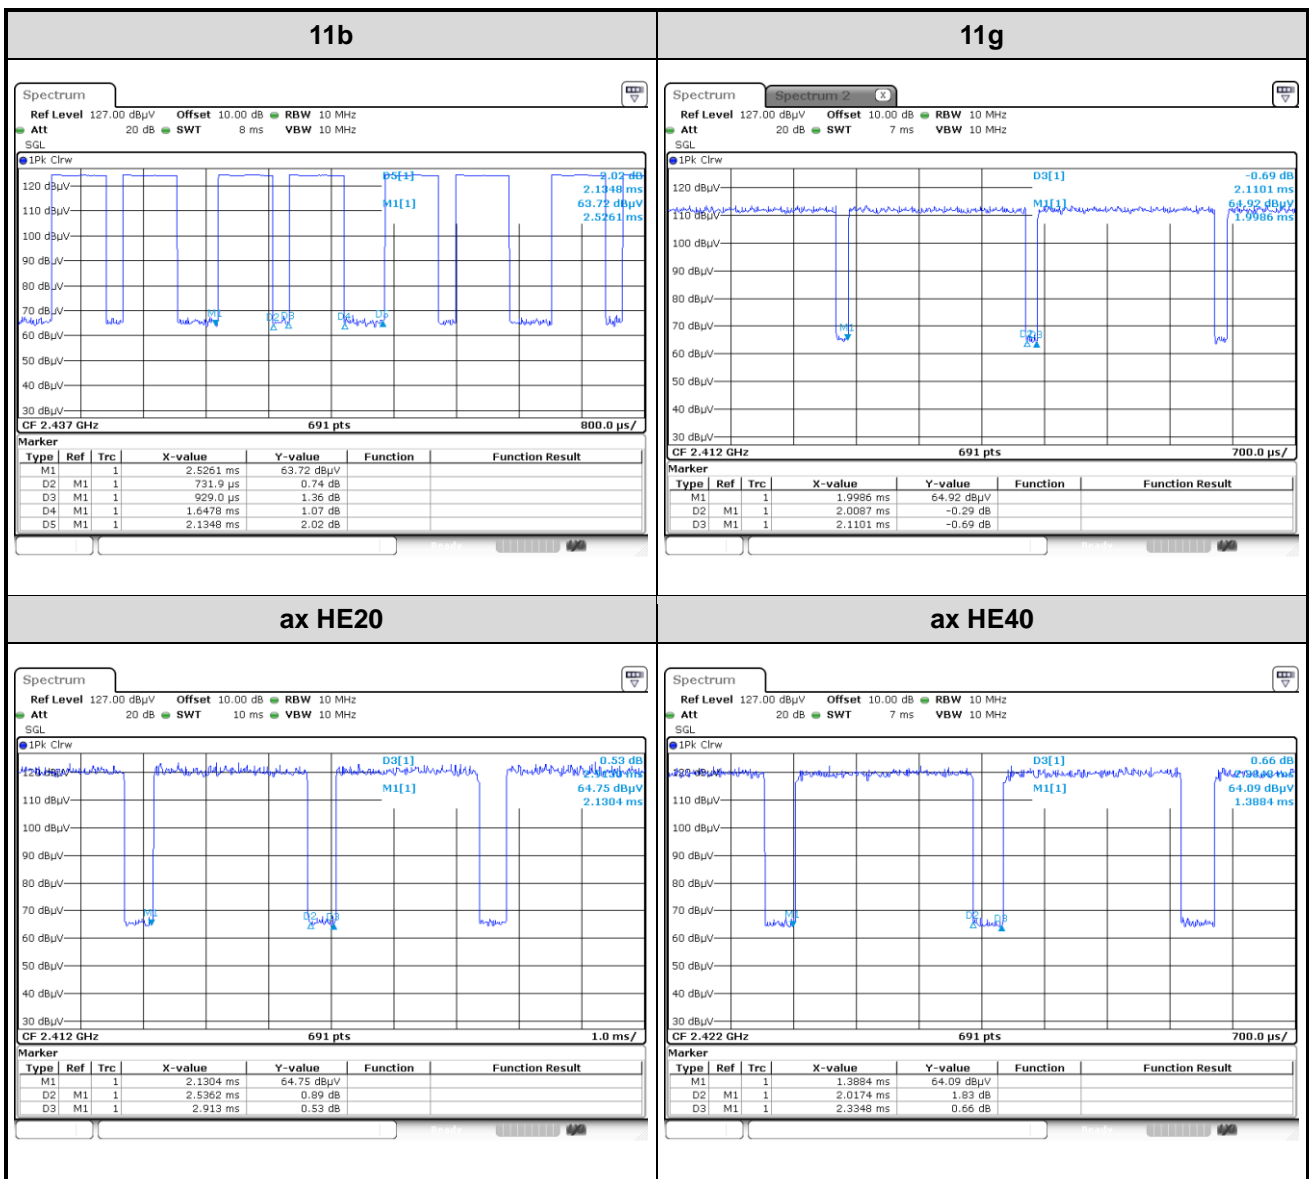 11b
11g
Spectrum
Ref Level 127.00 dBµV Offset 10.00 dB RBW 10 MHz
Att 20 dB SWT 8 ms VBW 10 MHz
SGL
1Pk Clrw
D5[1] 2.02 dB
2.1348 ms
M1[1] 63.72 dBµV
2.5261 ms
120 dBµV
110 dBµV
100 dBµV
90 dBµV
80 dBµV
70 dBµV
60 dBµV
50 dBµV
40 dBµV
30 dBµV
M1 D2 D3 D4 D5
CF 2.437 GHz 691 pts 800.0 µs/
Marker
Type Ref Trc X-value Y-value Function Function Result
M1 1 2.5261 ms 63.72 dBµV
D2 M1 1 731.9 µs 0.74 dB
D3 M1 1 929.0 µs 1.36 dB
D4 M1 1 1.6478 ms 1.07 dB
D5 M1 1 2.1348 ms 2.02 dB
Spectrum Spectrum 2 X
Ref Level 127.00 dBµV Offset 10.00 dB RBW 10 MHz
Att 20 dB SWT 7 ms VBW 10 MHz
SGL
1Pk Clrw
D3[1] -0.69 dB
2.1101 ms
M1[1] 64.92 dBµV
1.9986 ms
120 dBµV
110 dBµV
100 dBµV
90 dBµV
80 dBµV
70 dBµV
60 dBµV
50 dBµV
40 dBµV
30 dBµV
M1 D2 D3
CF 2.412 GHz 691 pts 700.0 µs/
Marker
Type Ref Trc X-value Y-value Function Function Result
M1 1 1.9986 ms 64.92 dBµV
D2 M1 1 2.0087 ms -0.29 dB
D3 M1 1 2.1101 ms -0.69 dB
ax HE20
ax HE40
Spectrum
Ref Level 127.00 dBµV Offset 10.00 dB RBW 10 MHz
Att 20 dB SWT 10 ms VBW 10 MHz
SGL
1Pk Clrw
D3[1] 0.53 dB
M1[1] 64.75 dBµV
2.1304 ms
120 dBµV
110 dBµV
100 dBµV
90 dBµV
80 dBµV
70 dBµV
60 dBµV
50 dBµV
40 dBµV
30 dBµV
M1 D2 D3
CF 2.412 GHz 691 pts 1.0 ms/
Marker
Type Ref Trc X-value Y-value Function Function Result
M1 1 2.1304 ms 64.75 dBµV
D2 M1 1 2.5362 ms 0.89 dB
D3 M1 1 2.913 ms 0.53 dB
Spectrum
Ref Level 127.00 dBµV Offset 10.00 dB RBW 10 MHz
Att 20 dB SWT 7 ms VBW 10 MHz
SGL
1Pk Clrw
D3[1] 0.66 dB
M1[1] 64.09 dBµV
1.3884 ms
120 dBµV
110 dBµV
100 dBµV
90 dBµV
80 dBµV
70 dBµV
60 dBµV
50 dBµV
40 dBµV
30 dBµV
M1 D2 D3
CF 2.422 GHz 691 pts 700.0 µs/
Marker
Type Ref Trc X-value Y-value Function Function Result
M1 1 1.3884 ms 64.09 dBµV
D2 M1 1 2.0174 ms 1.83 dB
D3 M1 1 2.3348 ms 0.66 dB